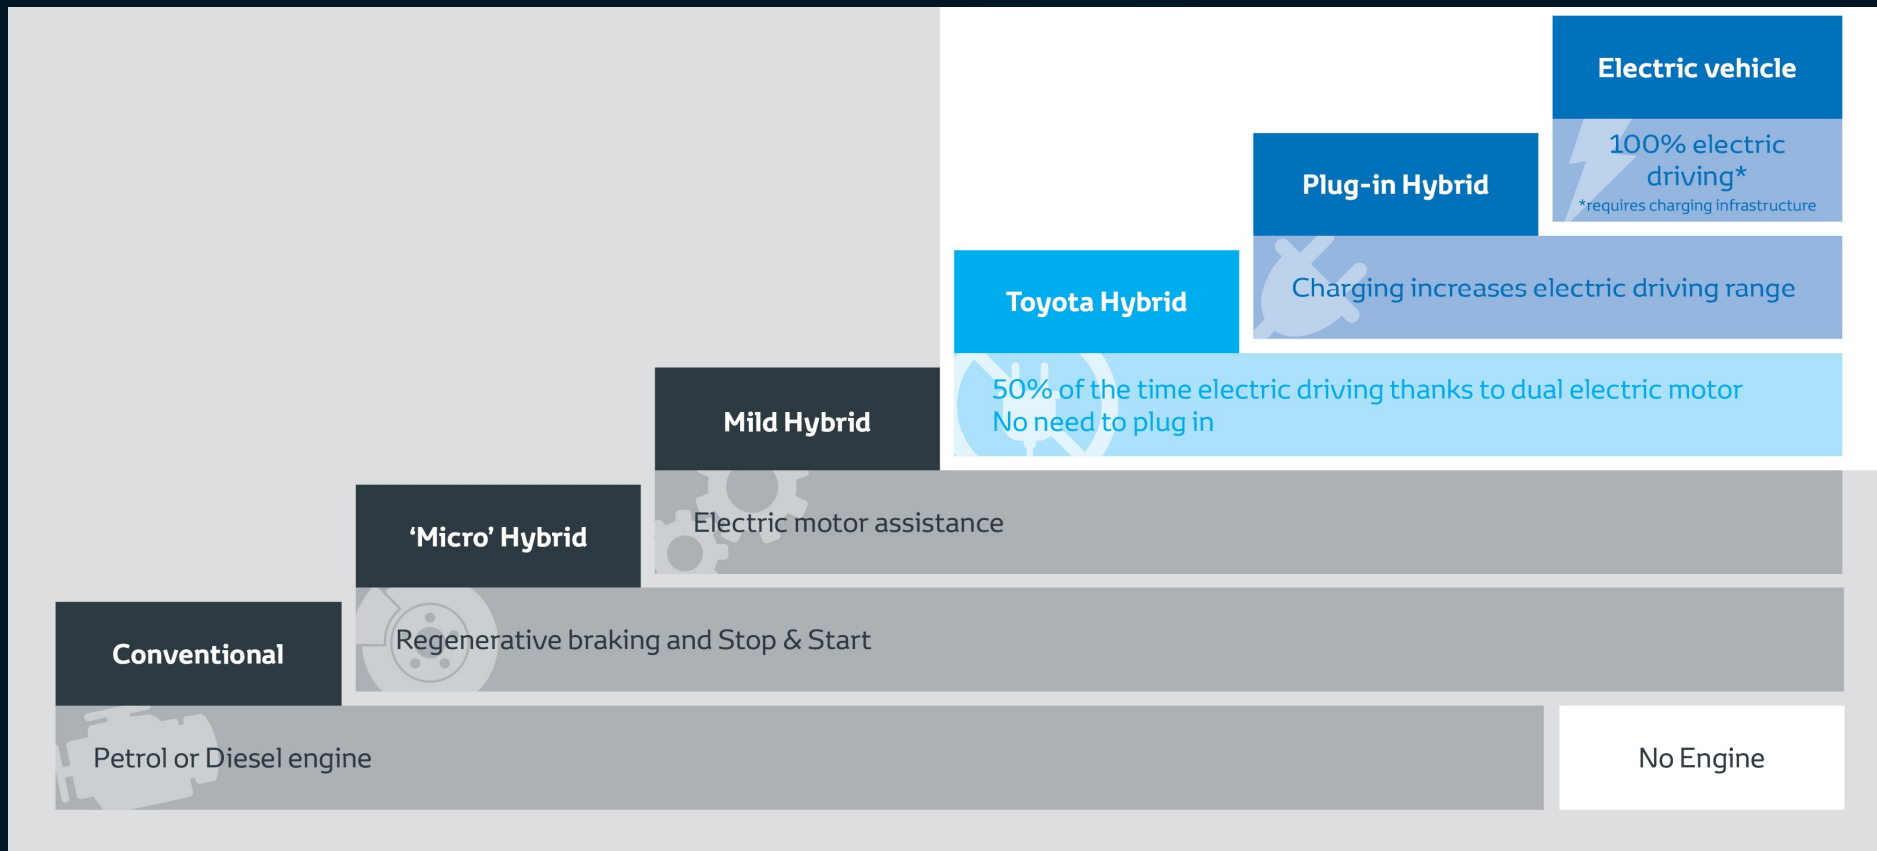 Electric vehicle
100% electric
driving*
*requires charging infrastructure
Plug-in Hybrid
Charging increases electric driving range
Toyota Hybrid
50% of the time electric driving thanks to dual electric motor
No need to plug in
Mild Hybrid
Electric motor assistance
‘Micro’ Hybrid
Regenerative braking and Stop & Start
Conventional
Petrol or Diesel engine
No Engine